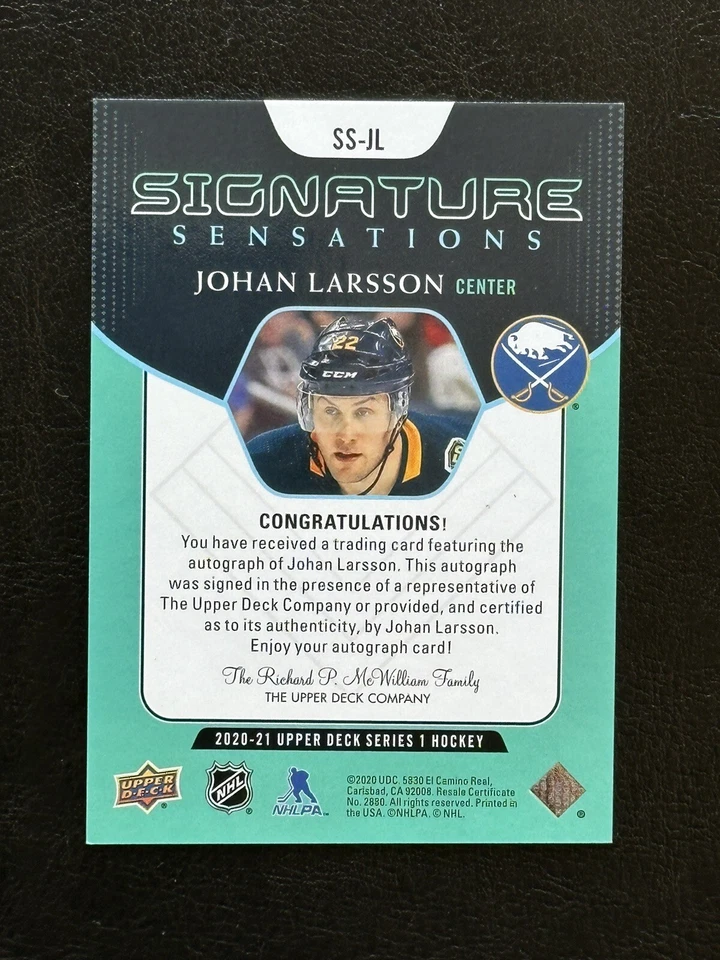 SS-JL
SIGNATURE
SENSATIONS
JOHAN LARSSON CENTER
22
CCM
CONGRATULATIONS!
You have received a trading card featuring the
autograph of Johan Larsson. This autograph
was signed in the presence of a representative of
The Upper Deck Company or provided, and certified
as to its authenticity, by Johan Larsson.
Enjoy your autograph card!
The Richard P. McWilliam Family
THE UPPER DECK COMPANY
2020-21 UPPER DECK SERIES 1 HOCKEY
UPPER
D•E•C•K
®
NHL
®
NHLPA
©2020 UDC. 5830 El Camino Real,
Carlsbad, CA 92008. Resale Certificate
No. 2880. All rights reserved. Printed in
the USA. ©NHLPA. © NHL.
®